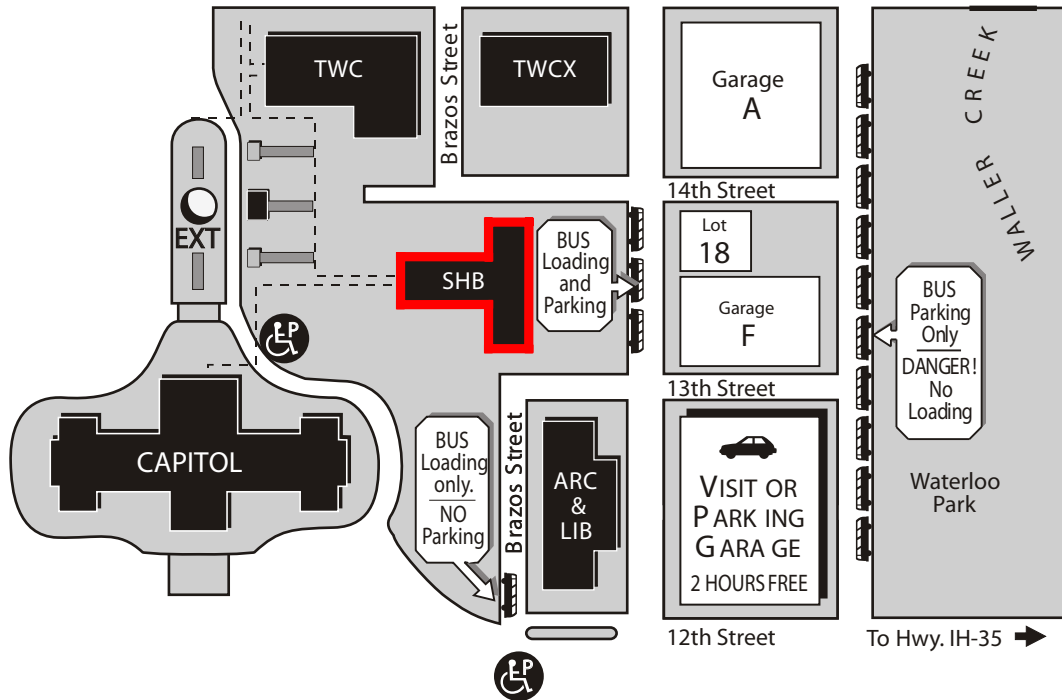 TWC
Brazos Street
TWCX
Garage
A
WALLER CREEK
14th Street
EXT
SHB
BUS
Loading
and
Parking
Lot
18
Garage
F
BUS
Parking
Only
DANGER!
No
Loading
P
13th Street
CAPITOL
BUS
Loading
only.
NO
Parking
Brazos Street
ARC
&
LIB
VISIT OR
PARK ING
GARA GE
2 HOURS FREE
Waterloo
Park
12th Street
To Hwy. IH-35
P